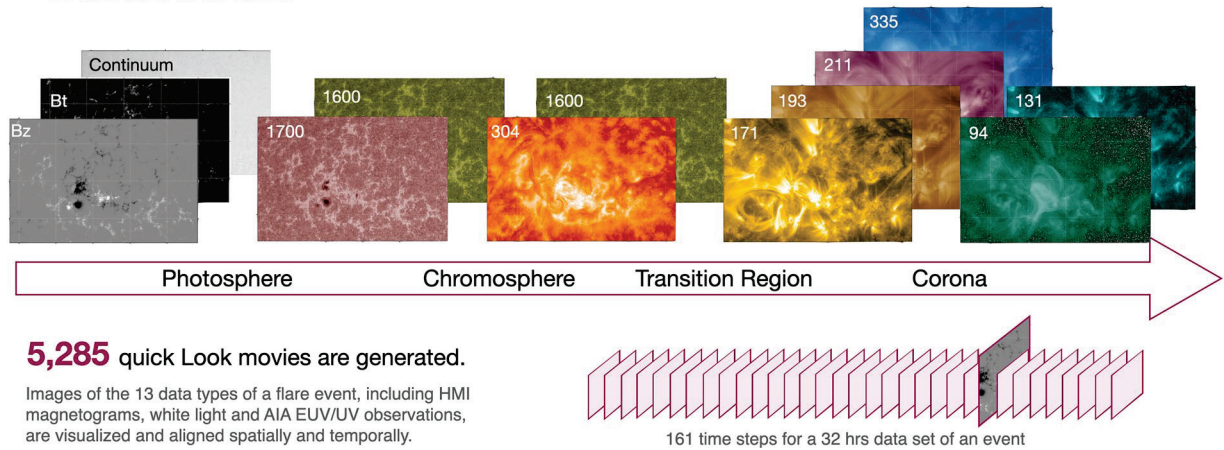 335
Continuum
211
Bt
1600
1600
193
131
Bz
1700
304
171
94
Photosphere
Chromosphere
Transition Region
Corona
5,285 quick Look movies are generated.
Images of the 13 data types of a flare event, including HMI
magnetograms, white light and AIA EUV/UV observations,
are visualized and aligned spatially and temporally.
161 time steps for a 32 hrs data set of an event